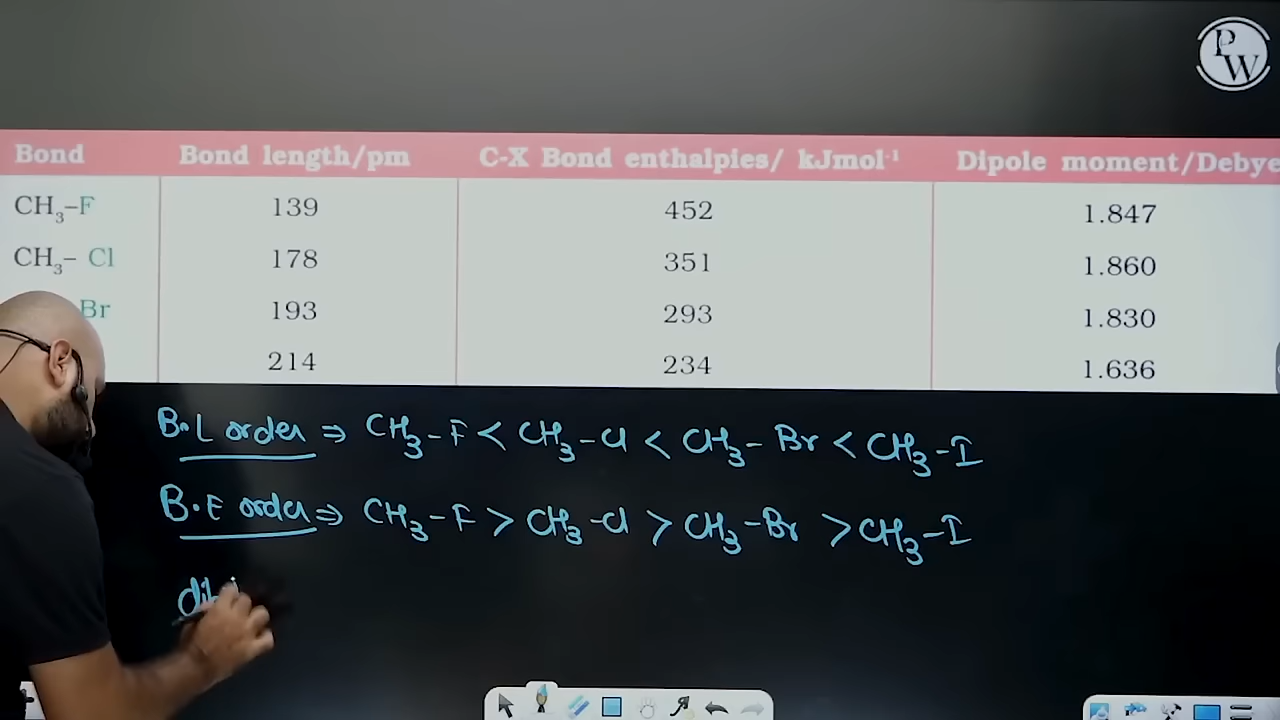 PW
Bond Bond length/pm C-X Bond enthalpies/ kJmol⁻¹ Dipole moment/Debye
CH₃–F 139 452 1.847
CH₃– Cl 178 351 1.860
Br 193 293 1.830
214 234 1.636
B.L order ⇒ CH₃-F < CH₃-Cl < CH₃-Br < CH₃-I
B.E order ⇒ CH₃-F > CH₃-Cl > CH₃-Br > CH₃-I